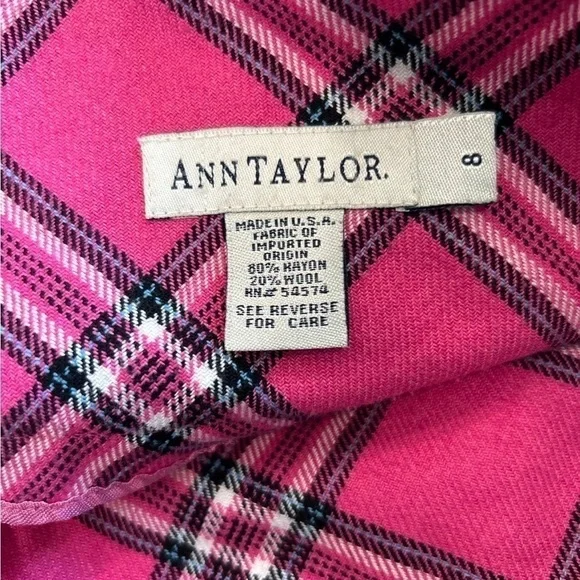 ANN TAYLOR.
8
MADE IN U.S.A.
FABRIC OF
IMPORTED
ORIGIN
80% RAYON
20% WOOL
RN# 54574
SEE REVERSE
FOR CARE